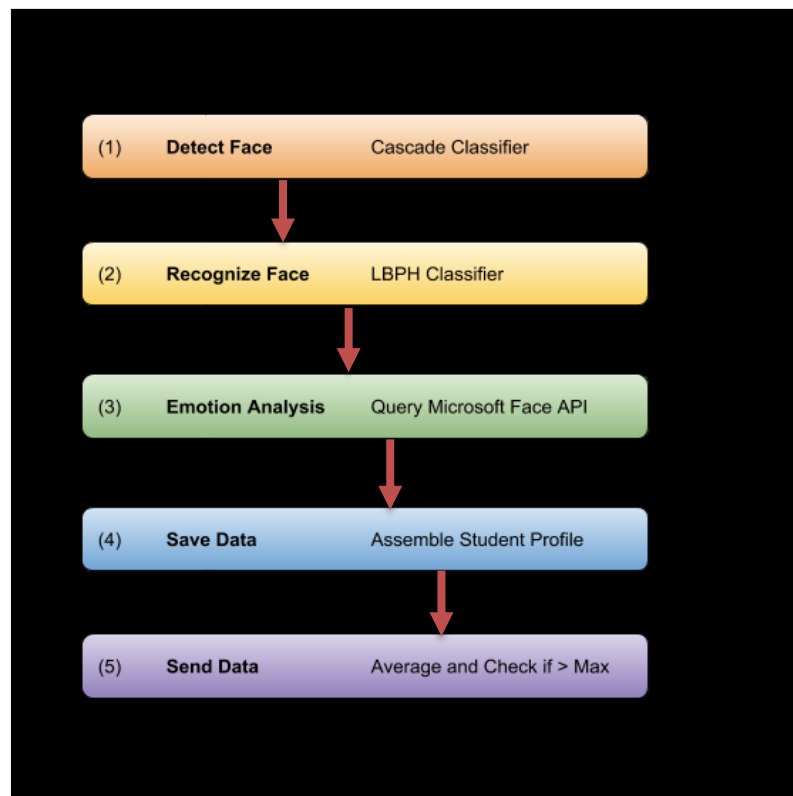 (1) Detect Face Cascade Classifier
(2) Recognize Face LBPH Classifier
(3) Emotion Analysis Query Microsoft Face API
(4) Save Data Assemble Student Profile
(5) Send Data Average and Check if > Max